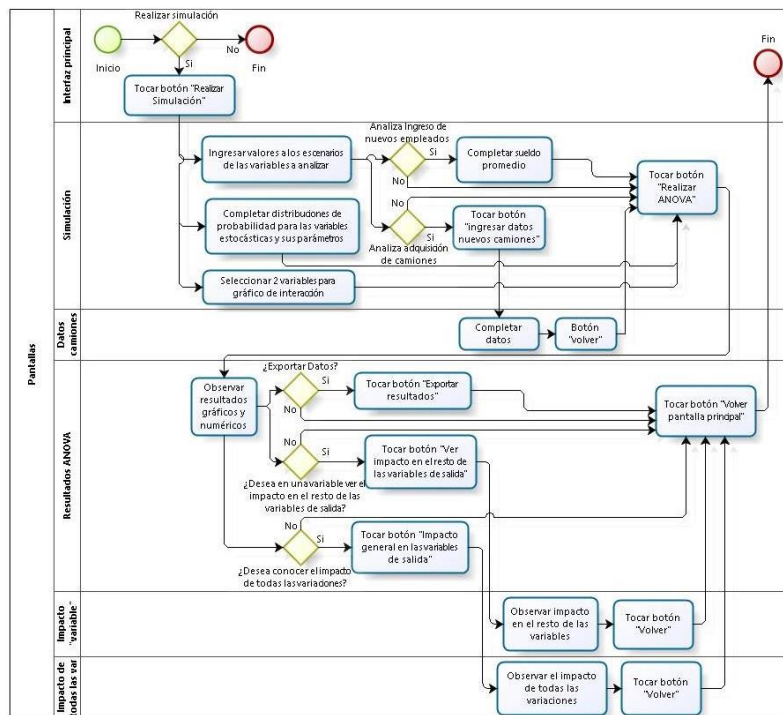 Pantallas
Interfaz principal
Realizar simulación
Inicio
No
Fin
Si
Tocar botón "Realizar
Simulación"
Fin
Simulación
Ingresar valores a los escenarios
de las variables a analizar
Analiza Ingreso de
nuevos empleados
Si
No
Completar sueldo
promedio
Tocar botón
"Realizar
ANOVA"
Completar distribuciones de
probabilidad para las variables
estocásticas y sus parámetros
No
Si
Analiza adquisición
de camiones
Tocar botón
"ingresar datos
nuevos camiones"
Seleccionar 2 variables para
gráfico de interacción
Datos
camiones
Completar
datos
Botón
"volver"
Resultados ANOVA
Observar
resultados
gráficos y
numéricos
¿Exportar Datos?
Si
No
Tocar botón "Exportar
resultados"
Tocar botón "Volver
pantalla principal"
No
Si
¿Desea en unavariable ver el
impacto en el resto de las
variables de salida?
Tocar botón "Ver
impacto en el resto de
las variables de salida"
No
Si
¿Desea conocer el impacto
de todas las variaciones?
Tocar botón "Impacto
general en las variables
de salida"
Impacto
"variable"
Observar impacto
en el resto de las
variables
Tocar botón
"Volver"
Impacto de
todas las var
Observar el impacto
de todas las
variaciones
Tocar botón
"Volver"